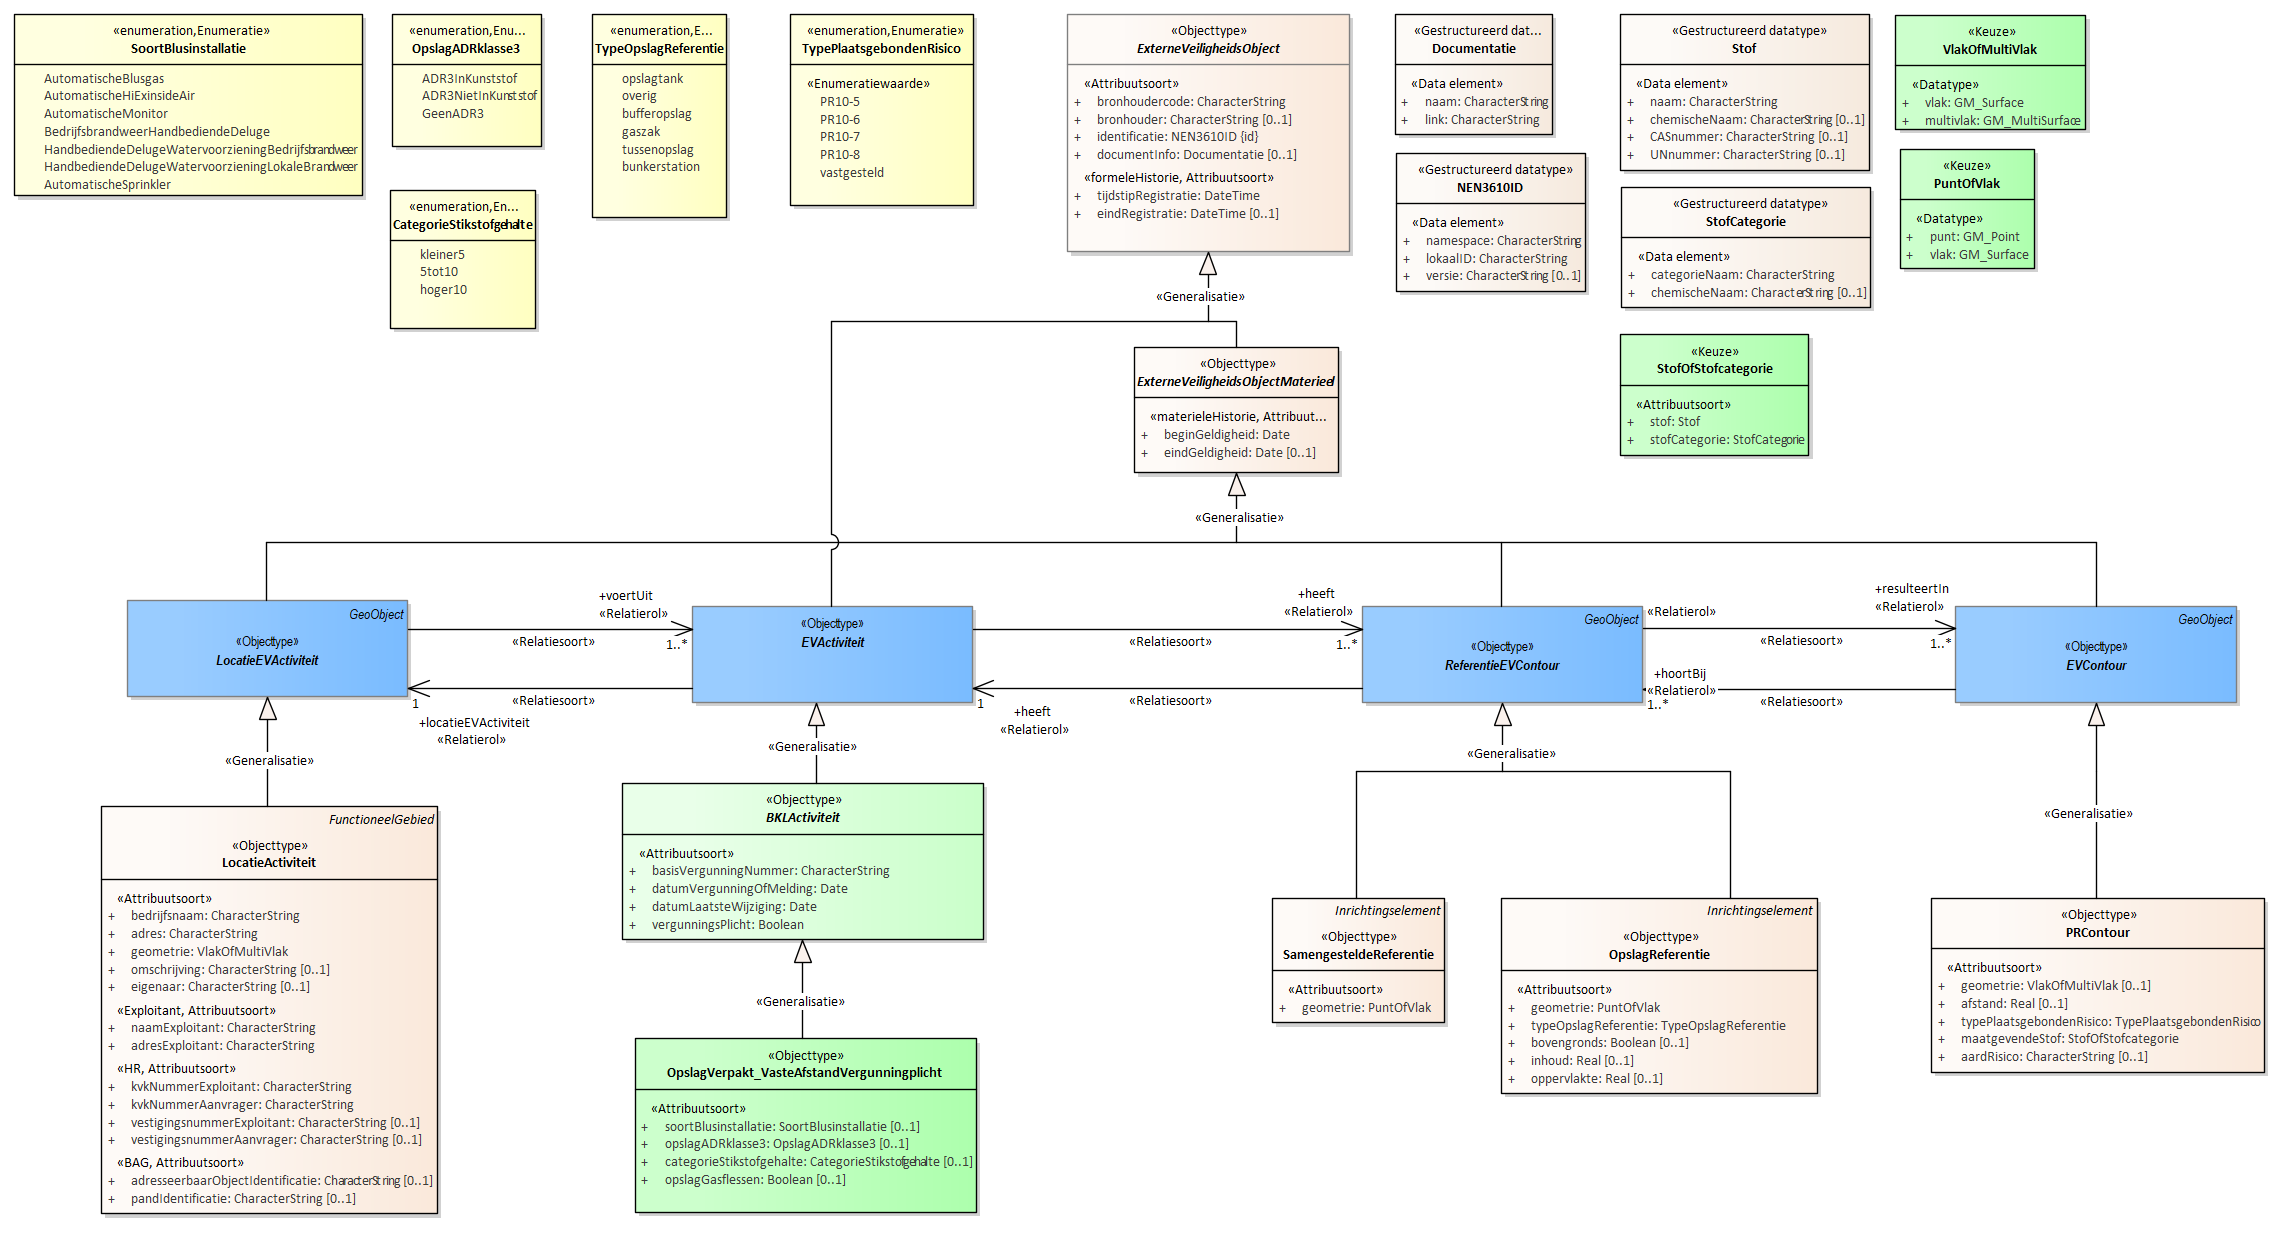 «enumeration,Enumeratie»
SoortBlusinstallatie
AutomatischeBlusgas
AutomatischeHiExinsideAir
AutomatischeMonitor
BedrijfsbrandweerHandbediendeDeluge
HandbediendeDelugeWatervoorzieningBedrijfsbrandweer
HandbediendeDelugeWatervoorzieningLokaleBrandweer
AutomatischeSprinkler
«enumeration,Enu...
OpslagADRklasse3
ADR3InKunststof
ADR3NietInKunststof
GeenADR3
«enumeration,En...
CategorieStikstofgehalte
kleiner5
5tot10
hoger10
«enumeration,E...
TypeOpslagReferentie
opslagtank
overig
bufferopslag
gaszak
tussenopslag
bunkerstation
«enumeration,Enumeratie»
TypePlaatsgebondenRisico
«Enumeratiewaarde»
PR10-5
PR10-6
PR10-7
PR10-8
vastgesteld
«Objecttype»
ExterneVeiligheidsObject
«Attribuutsoort»
+ bronhoudercode: CharacterString
+ bronhouder: CharacterString [0..1]
+ identificatie: NEN3610ID {id}
+ documentInfo: Documentatie [0..1]
«formeleHistorie, Attribuutsoort»
+ tijdstipRegistratie: DateTime
+ eindRegistratie: DateTime [0..1]
«Gestructureerd dat...
Documentatie
«Data element»
+ naam: CharacterString
+ link: CharacterString
«Gestructureerd datatype»
NEN3610ID
«Data element»
+ namespace: CharacterString
+ lokaalID: CharacterString
+ versie: CharacterString [0..1]
«Gestructureerd datatype»
Stof
«Data element»
+ naam: CharacterString
+ chemischeNaam: CharacterString [0..1]
+ CASnummer: CharacterString [0..1]
+ UNnummer: CharacterString [0..1]
«Gestructureerd datatype»
StofCategorie
«Data element»
+ categorieNaam: CharacterString
+ chemischeNaam: CharacterString [0..1]
«Keuze»
StofOfStofcategorie
«Attribuutsoort»
+ stof: Stof
+ stofCategorie: StofCategorie
«Keuze»
VlakOfMultiVlak
«Datatype»
+ vlak: GM_Surface
+ multivlak: GM_MultiSurface
«Keuze»
PuntOfVlak
«Datatype»
+ punt: GM_Point
+ vlak: GM_Surface
«Generalisatie»
«Objecttype»
ExterneVeiligheidsObjectMaterieel
«materieleHistorie, Attribuut...
+ beginGeldigheid: Date
+ eindGeldigheid: Date [0..1]
«Generalisatie»
GeoObject
«Objecttype»
LocatieEVActiviteit
+voertUit
«Relatierol»
«Relatiesoort»
1..*
«Relatiesoort»
1
+locatieEVActiviteit
«Relatierol»
«Objecttype»
EVActiviteit
+heeft
«Relatierol»
«Relatiesoort»
1..*
«Relatiesoort»
1
+heeft
«Relatierol»
GeoObject
«Objecttype»
ReferentieEVContour
«Relatierol»
+resulteertIn
«Relatierol»
«Relatiesoort»
1..*
+hoortBij
«Relatierol»
1..*
«Relatiesoort»
GeoObject
«Objecttype»
EVContour
«Generalisatie»
«Generalisatie»
«Generalisatie»
«Generalisatie»
FunctioneelGebied
«Objecttype»
LocatieActiviteit
«Attribuutsoort»
+ bedrijfsnaam: CharacterString
+ adres: CharacterString
+ geometrie: VlakOfMultiVlak
+ omschrijving: CharacterString [0..1]
+ eigenaar: CharacterString [0..1]
«Exploitant, Attribuutsoort»
+ naamExploitant: CharacterString
+ adresExploitant: CharacterString
«HR, Attribuutsoort»
+ kvkNummerExploitant: CharacterString
+ kvkNummerAanvrager: CharacterString
+ vestigingsnummerExploitant: CharacterString [0..1]
+ vestigingsnummerAanvrager: CharacterString [0..1]
«BAG, Attribuutsoort»
+ adresseerbaarObjectIdentificatie: CharacterString [0..1]
+ pandIdentificatie: CharacterString [0..1]
«Objecttype»
BKLActiviteit
«Attribuutsoort»
+ basisVergunningNummer: CharacterString
+ datumVergunningOfMelding: Date
+ datumLaatsteWijziging: Date
+ vergunningsPlicht: Boolean
«Generalisatie»
«Objecttype»
OpslagVerpakt_VasteAfstandVergunningplicht
«Attribuutsoort»
+ soortBlusinstallatie: SoortBlusinstallatie [0..1]
+ opslagADRklasse3: OpslagADRklasse3 [0..1]
+ categorieStikstofgehalte: CategorieStikstofgehalte [0..1]
+ opslagGasflessen: Boolean [0..1]
Inrichtingselement
«Objecttype»
SamengesteldeReferentie
«Attribuutsoort»
+ geometrie: PuntOfVlak
Inrichtingselement
«Objecttype»
OpslagReferentie
«Attribuutsoort»
+ geometrie: PuntOfVlak
+ typeOpslagReferentie: TypeOpslagReferentie
+ bovengronds: Boolean [0..1]
+ inhoud: Real [0..1]
+ oppervlakte: Real [0..1]
«Objecttype»
PRContour
«Attribuutsoort»
+ geometrie: VlakOfMultiVlak [0..1]
+ afstand: Real [0..1]
+ typePlaatsgebondenRisico: TypePlaatsgebondenRisico
+ maatgevendeStof: StofOfStofcategorie
+ aardRisico: CharacterString [0..1]